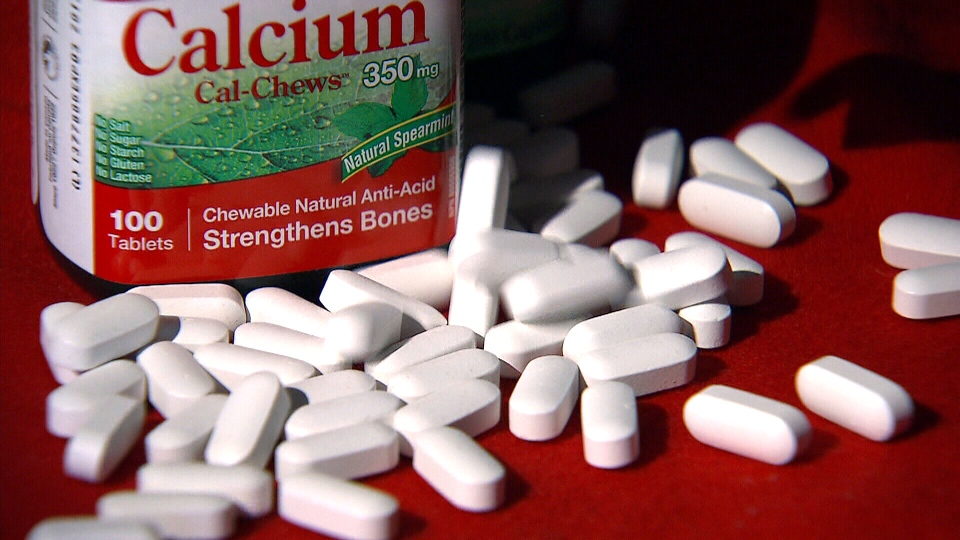 Calcium
Cal-Chews™ 350 mg
Natural Spearmint
No Salt
No Sugar
No Starch
No Gluten
No Lactose
100
Tablets
Chewable Natural Anti-Acid
Strengthens Bones